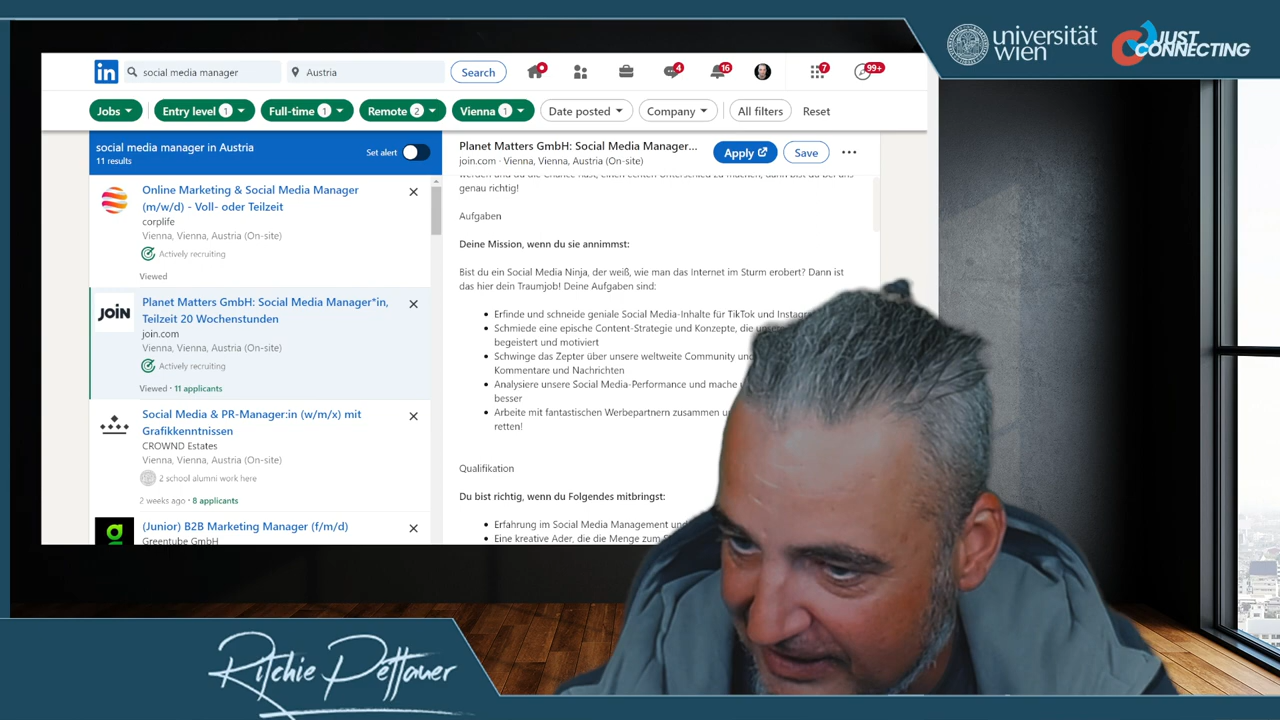 universität
wien
JUST
CONNECTING
in
social media manager
Austria
Search
4
16
7
99+
Jobs
Entry level 1
Full-time 1
Remote 2
Vienna 1
Date posted
Company
All filters
Reset
social media manager in Austria
11 results
Set alert
Online Marketing & Social Media Manager
(m/w/d) - Voll- oder Teilzeit
corplife
Vienna, Vienna, Austria (On-site)
Actively recruiting
Viewed
JOIN
Planet Matters GmbH: Social Media Manager*in,
Teilzeit 20 Wochenstunden
join.com
Vienna, Vienna, Austria (On-site)
Actively recruiting
Viewed · 11 applicants
Social Media & PR-Manager:in (w/m/x) mit
Grafikkenntnissen
CROWND Estates
Vienna, Vienna, Austria (On-site)
2 school alumni work here
2 weeks ago · 8 applicants
(Junior) B2B Marketing Manager (f/m/d)
Greentube GmbH
Planet Matters GmbH: Social Media Manager...
join.com · Vienna, Vienna, Austria (On-site)
Apply
Save
genau richtig!
Aufgaben
Deine Mission, wenn du sie annimmst:
Bist du ein Social Media Ninja, der weiß, wie man das Internet im Sturm erobert? Dann ist
das hier dein Traumjob! Deine Aufgaben sind:
Erfinde und schneide geniale Social Media-Inhalte für TikTok und
Schmiede eine epische Content-Strategie und Konzepte, die
begeistert und motiviert
Schwinge das Zepter über unsere weltweite Community
Kommentare und Nachrichten
Analysiere unsere Social Media-Performance und mache
besser
Arbeite mit fantastischen Werbepartnern zusammen
retten!
Qualifikation
Du bist richtig, wenn du Folgendes mitbringst:
Erfahrung im Social Media Management
Eine kreative Ader, die die Menge zum
Ritchie Pettauer